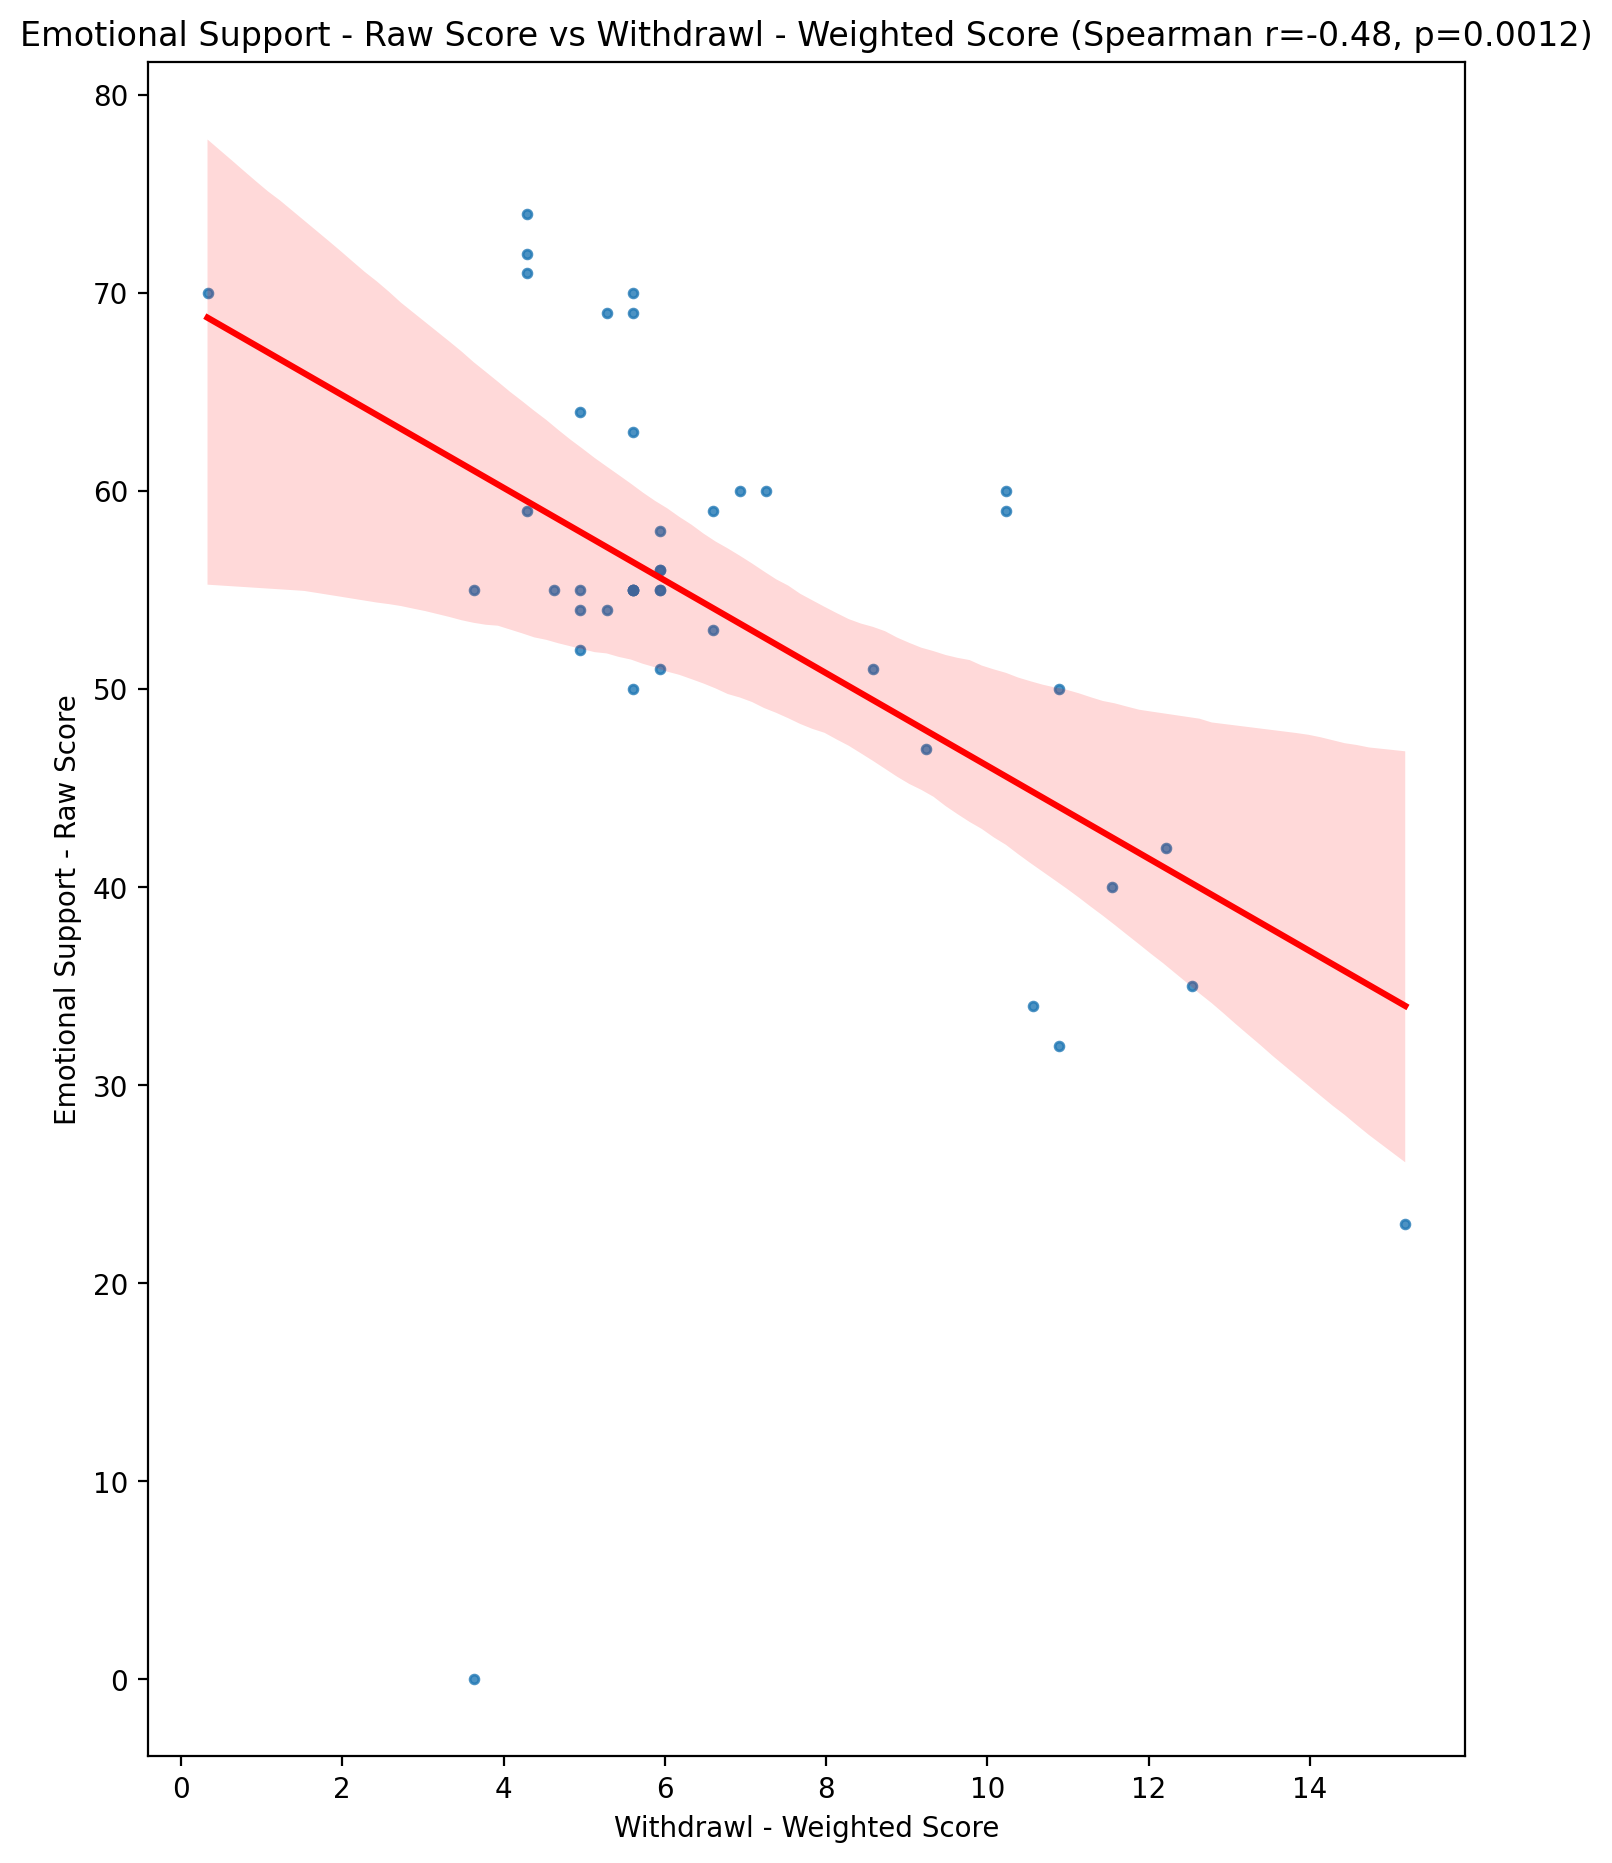 Emotional Support - Raw Score vs Withdrawl - Weighted Score (Spearman r=-0.48, p=0.0012)
80
70
60
50
40
30
20
10
0
Emotional Support - Raw Score
0 2 4 6 8 10 12 14
Withdrawl - Weighted Score